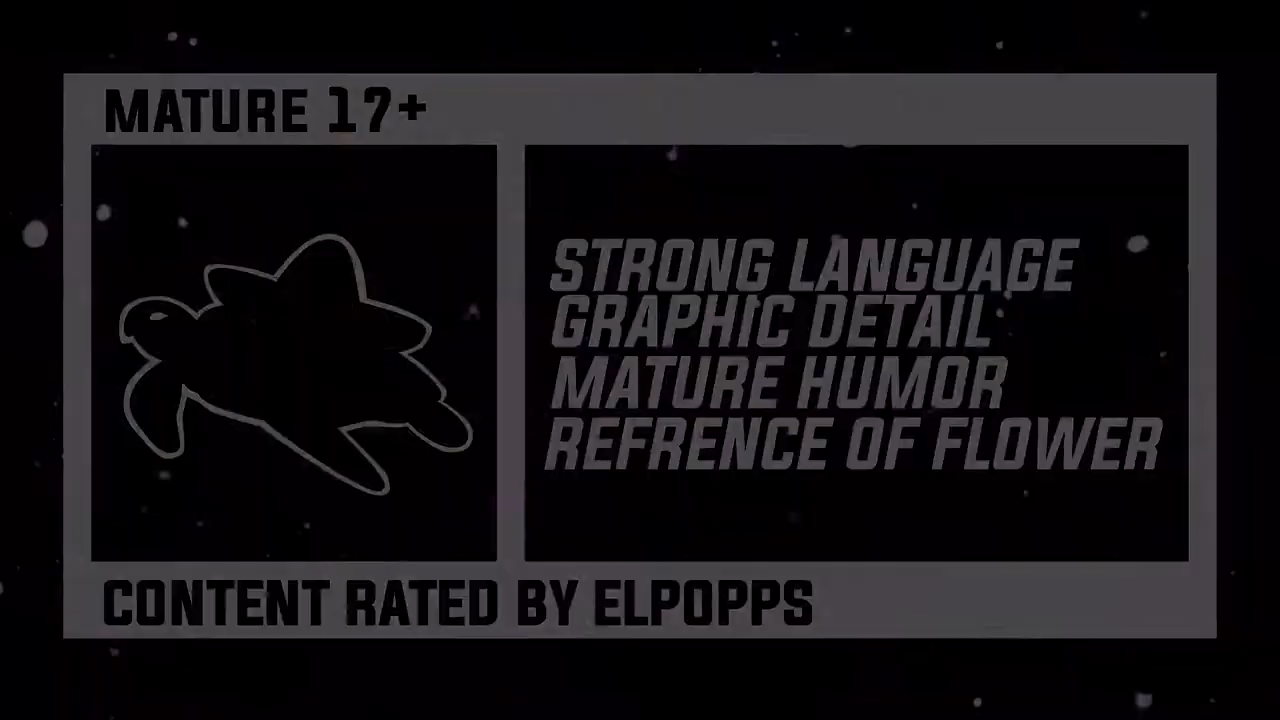 MATURE 17+
STRONG LANGUAGE
GRAPHIC DETAIL
MATURE HUMOR
REFRENCE OF FLOWER
CONTENT RATED BY ELPOPPS